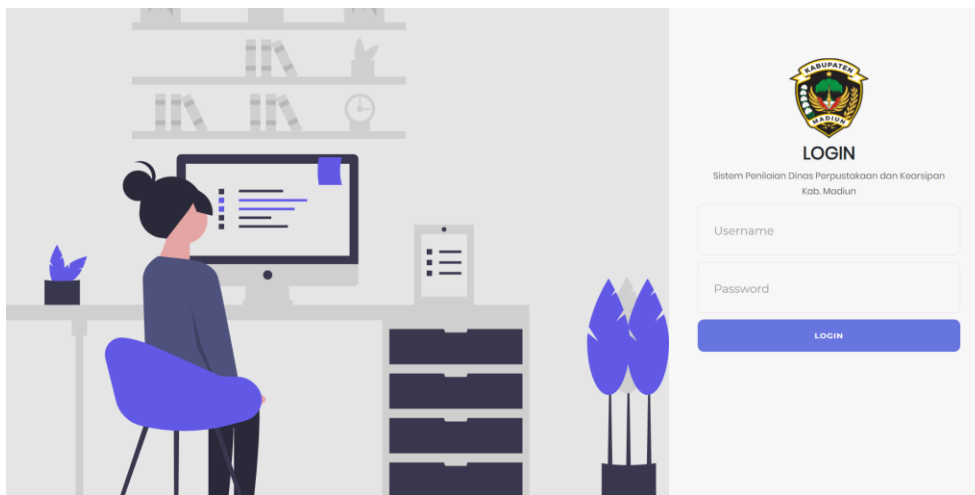 KABUPATEN
MADIUN
LOGIN
Sistem Penilaian Dinas Perpustakaan dan Kearsipan
Kab. Madiun
Username
Password
LOGIN